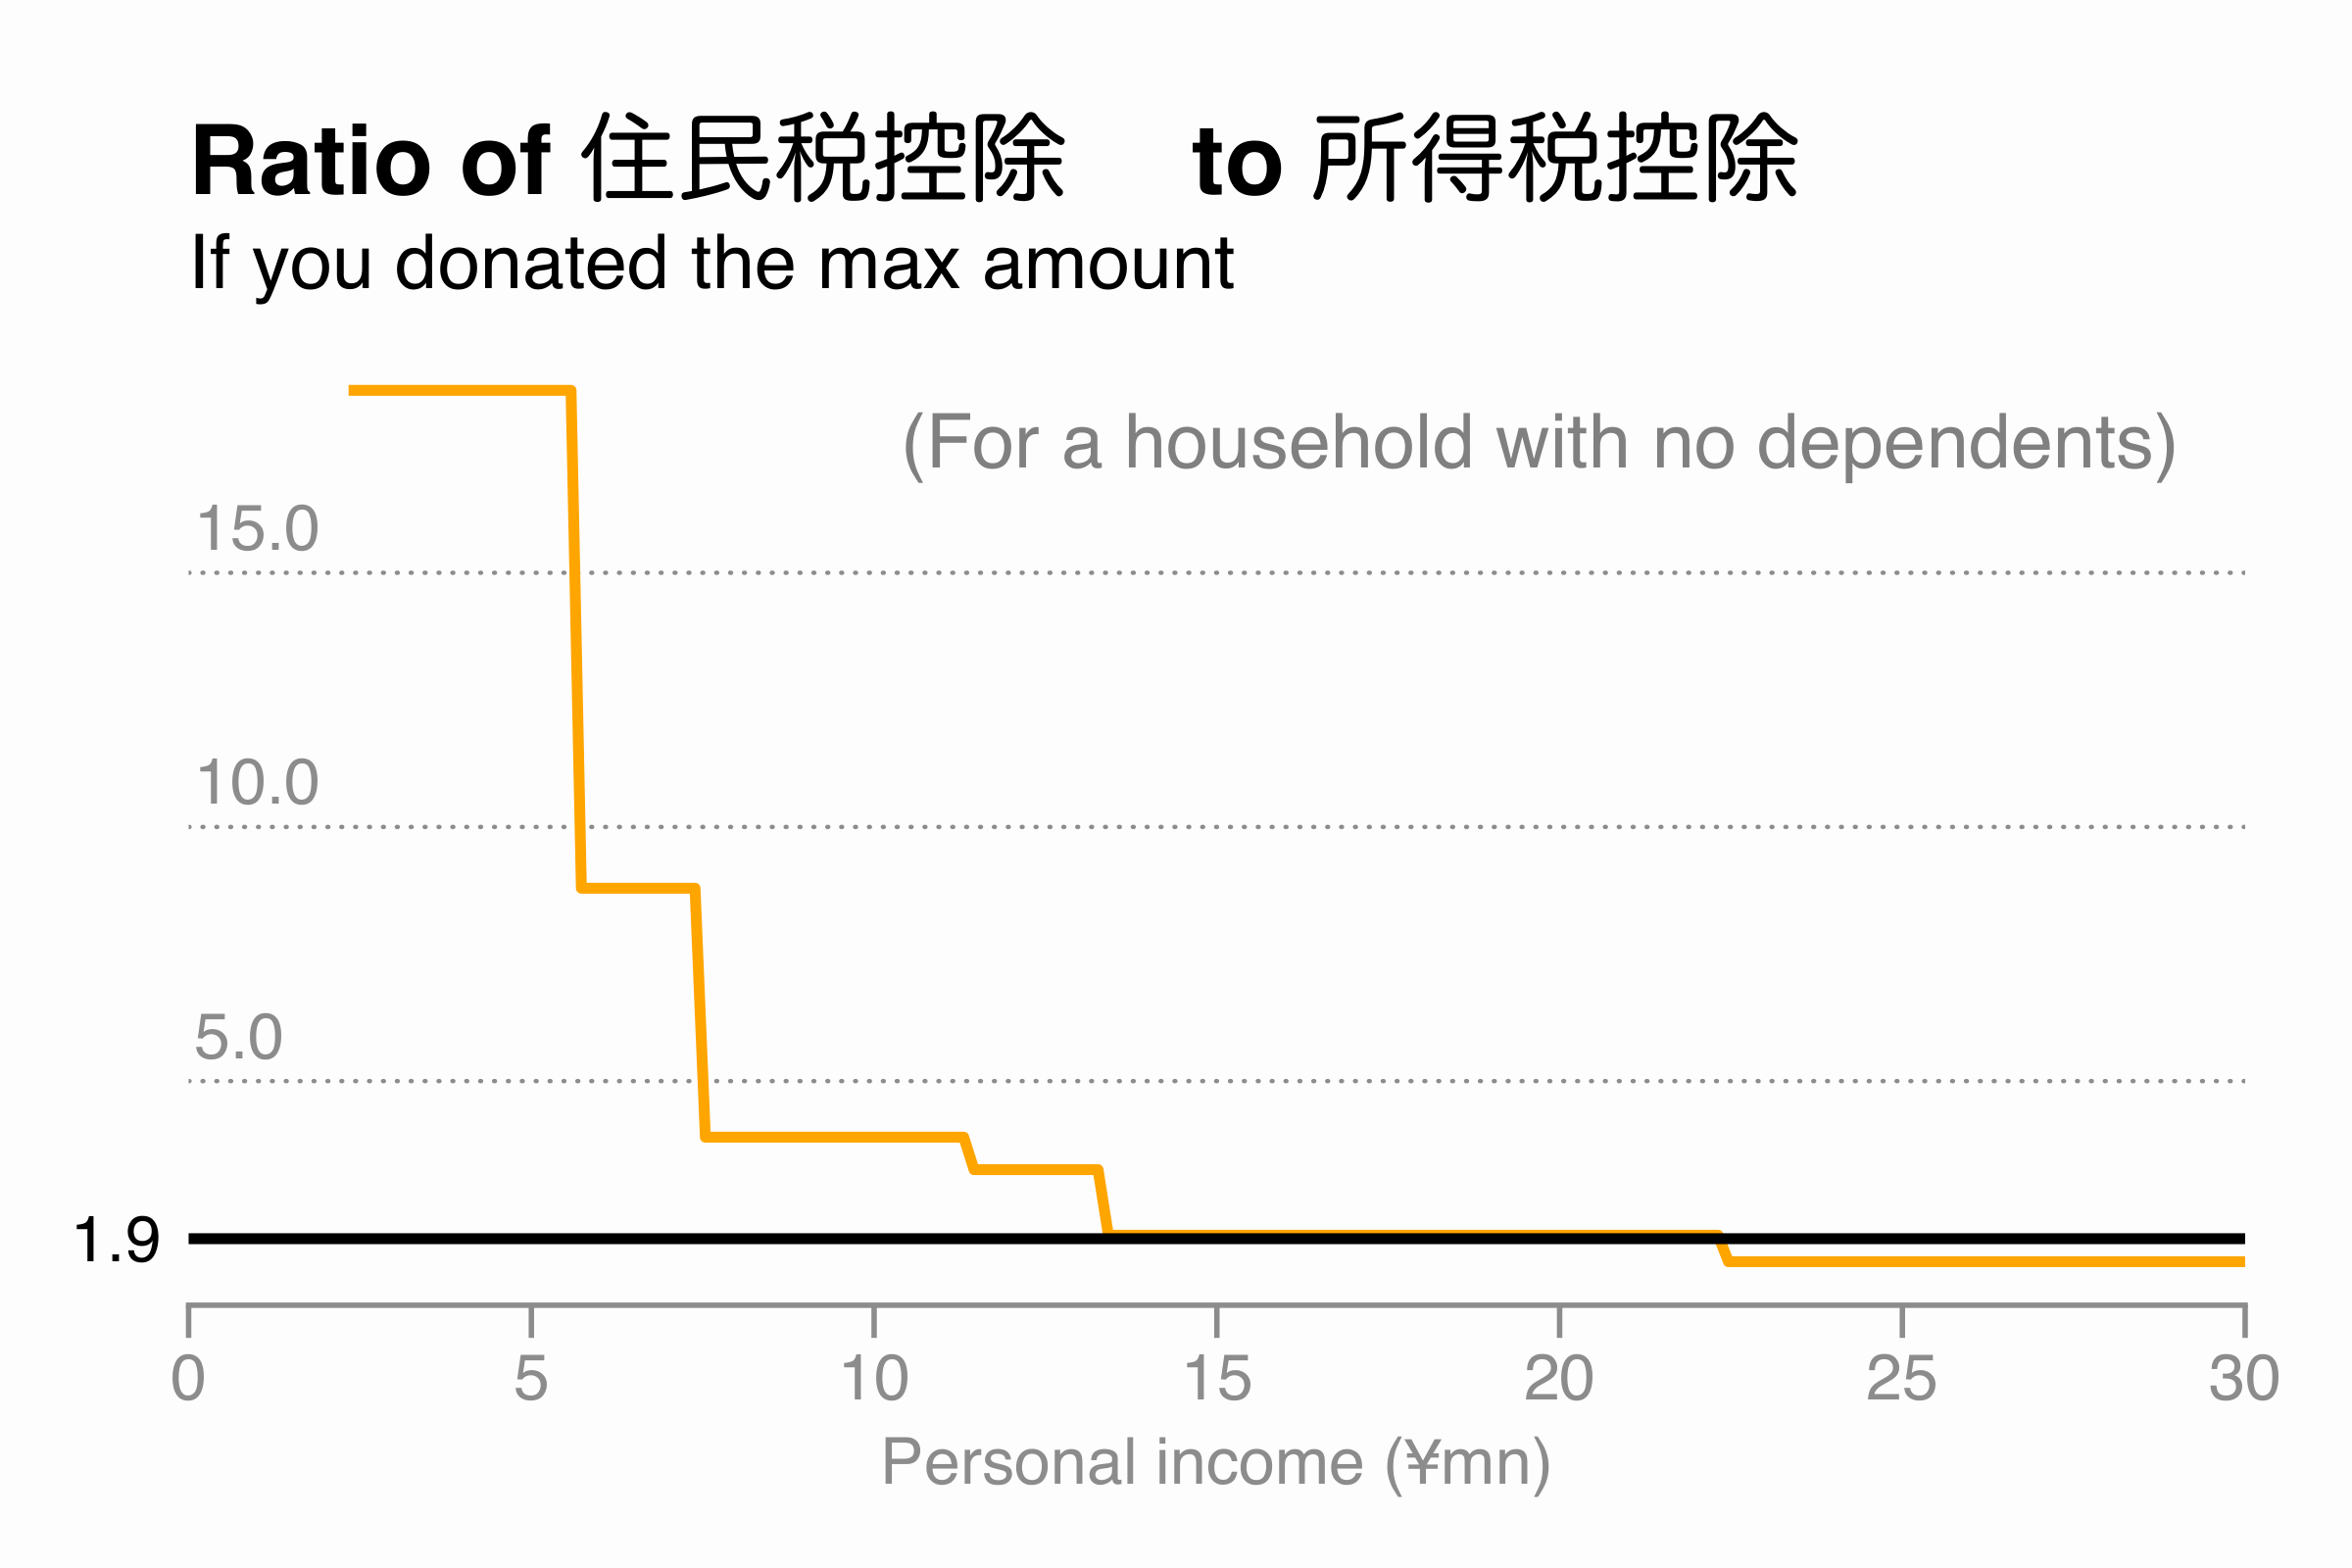 Ratio of 住民税控除 to 所得税控除
If you donated the max amount
(For a household with no dependents)
15.0
10.0
5.0
1.9
0 5 10 15 20 25 30
Personal income (¥mn)